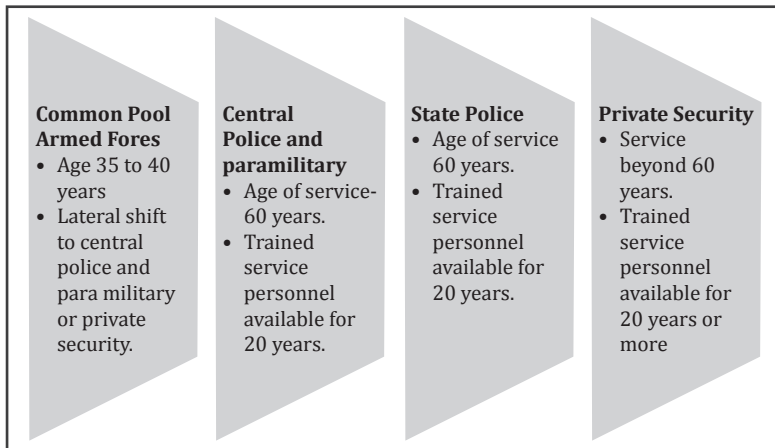 Common Pool
Armed Fores
• Age 35 to 40
years
• Lateral shift
to central
police and
para military
or private
security.
Central
Police and
paramilitary
• Age of service-
60 years.
• Trained
service
personnel
available for
20 years.
State Police
• Age of service
60 years.
• Trained
service
personnel
available for
20 years.
Private Security
• Service
beyond 60
years.
• Trained
service
personnel
available for
20 years or
more